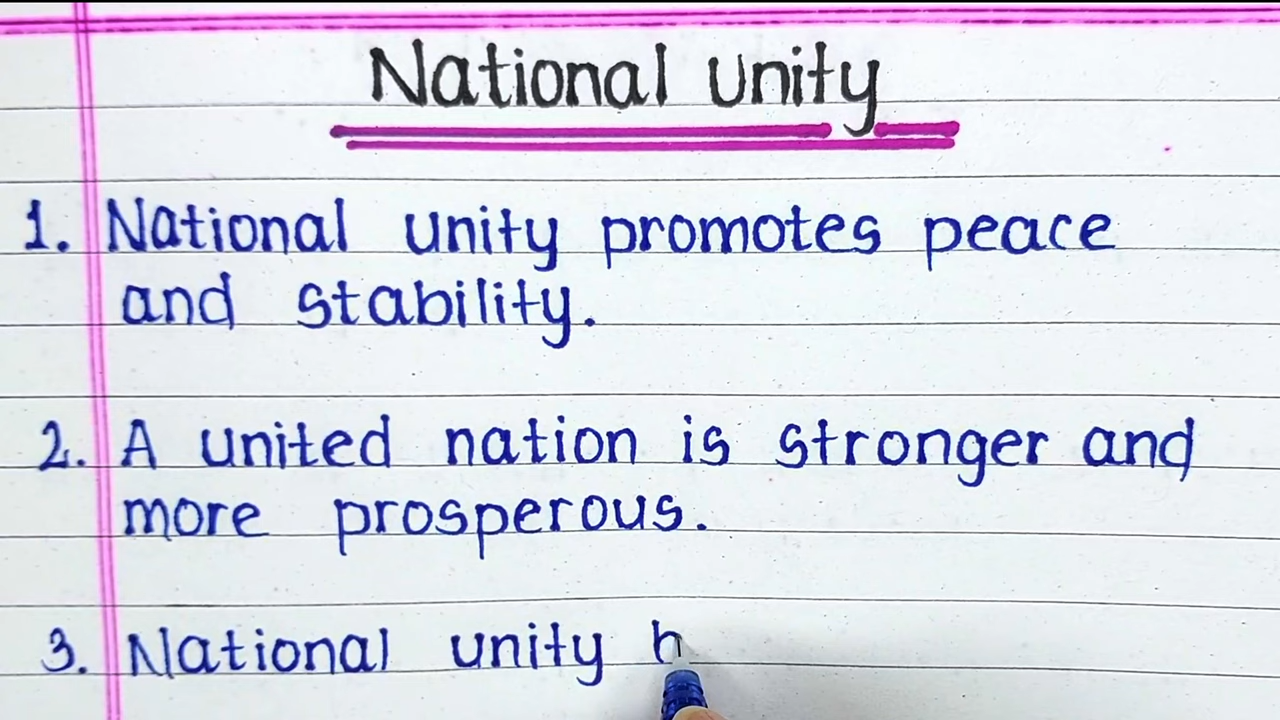 National unity
1. National unity promotes peace
and stability.
2. A united nation is stronger and
more prosperous.
3. National unity